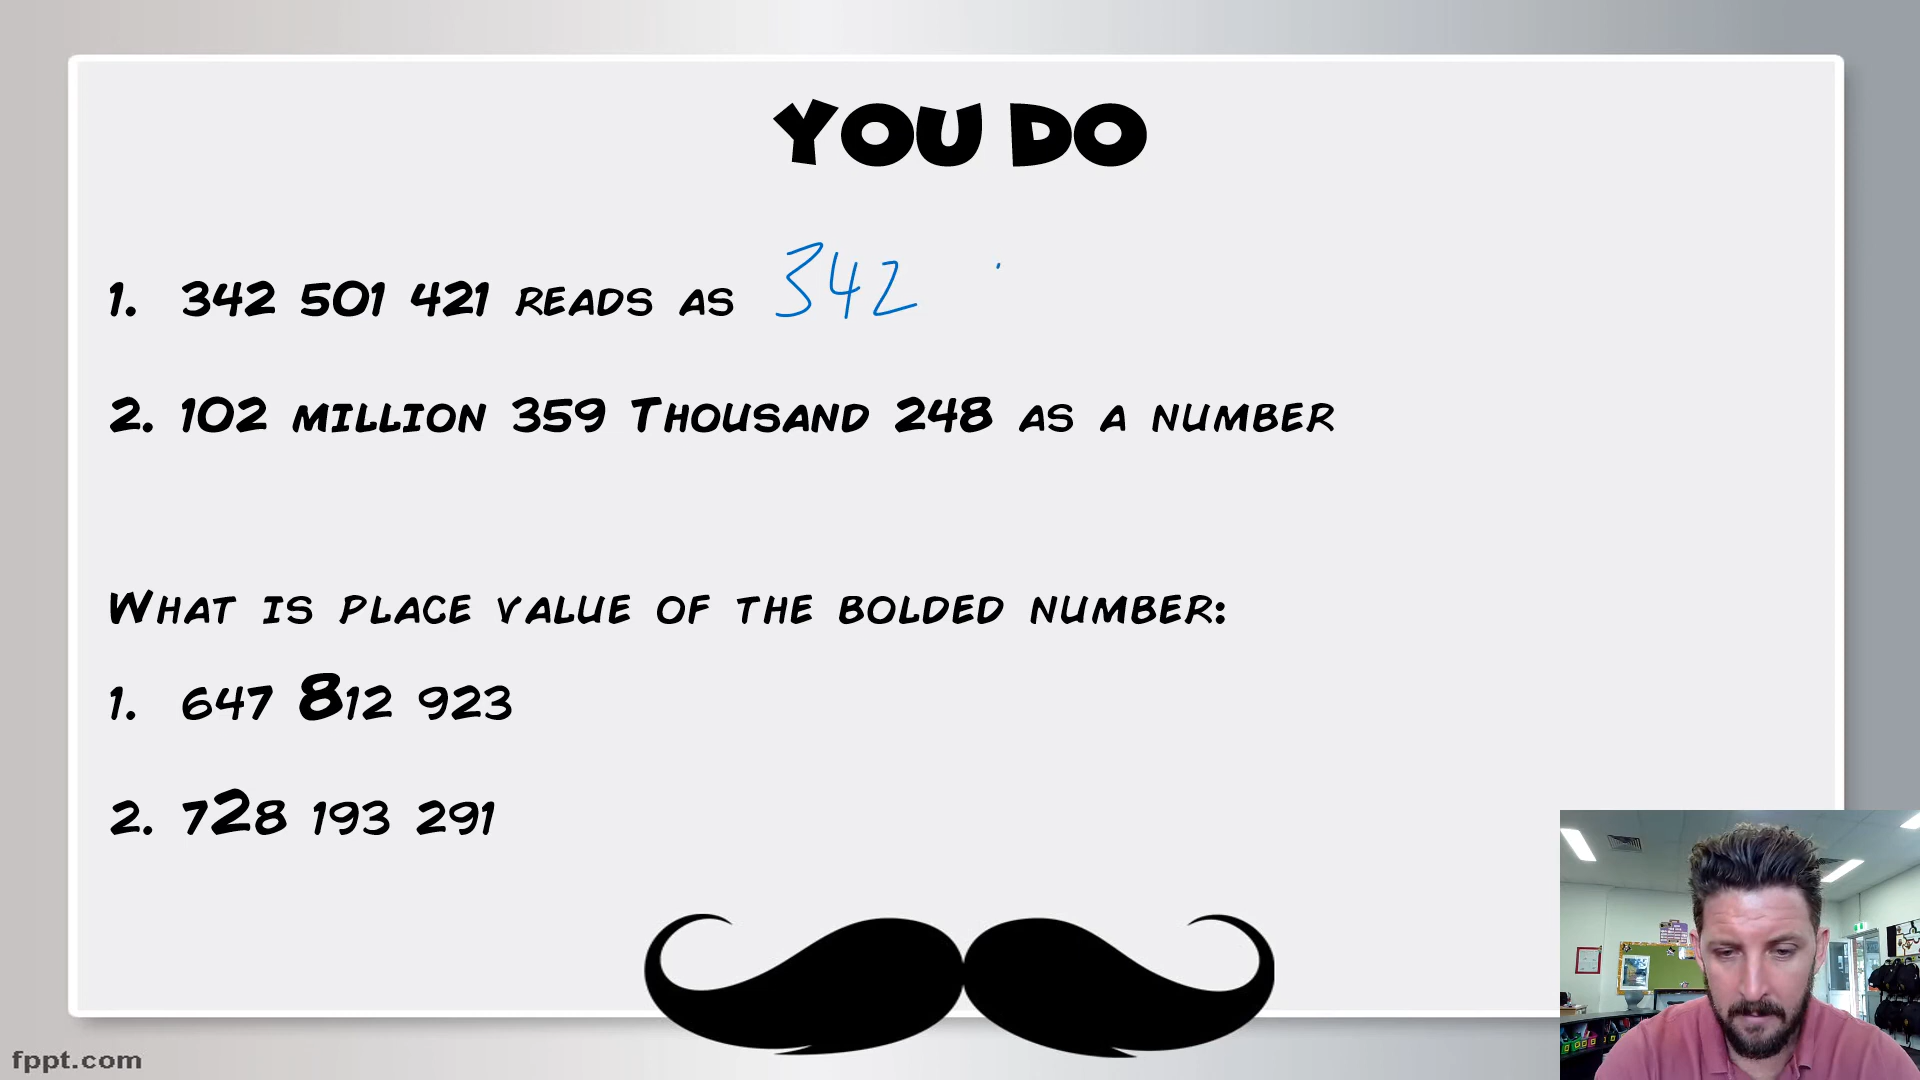 YOU DO
1. 342 501 421 READS AS 342
2. 102 MILLION 359 THOUSAND 248 AS A NUMBER
WHAT IS PLACE VALUE OF THE BOLDED NUMBER:
1. 647 812 923
2. 728 193 291
fppt.com